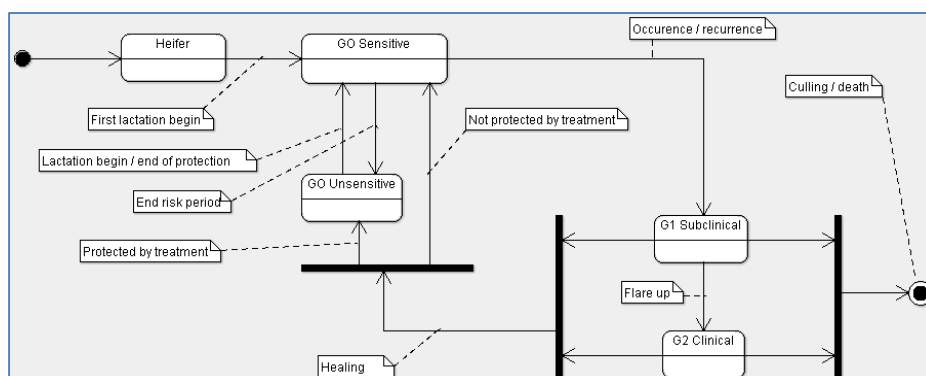 Occurence / recurrence
Heifer
GO Sensitive
Culling / death
First lactation begin
Not protected by treatment
Lactation begin / end of protection
GO Unsensitive
End risk period
G1 Subclinical
Protected by treatment
Flare up
G2 Clinical
Healing